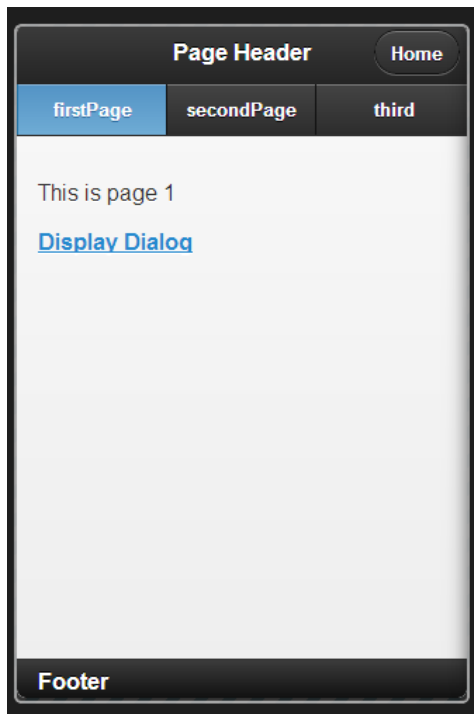 Page Header Home
firstPage secondPage third
This is page 1
Display Dialog
Footer